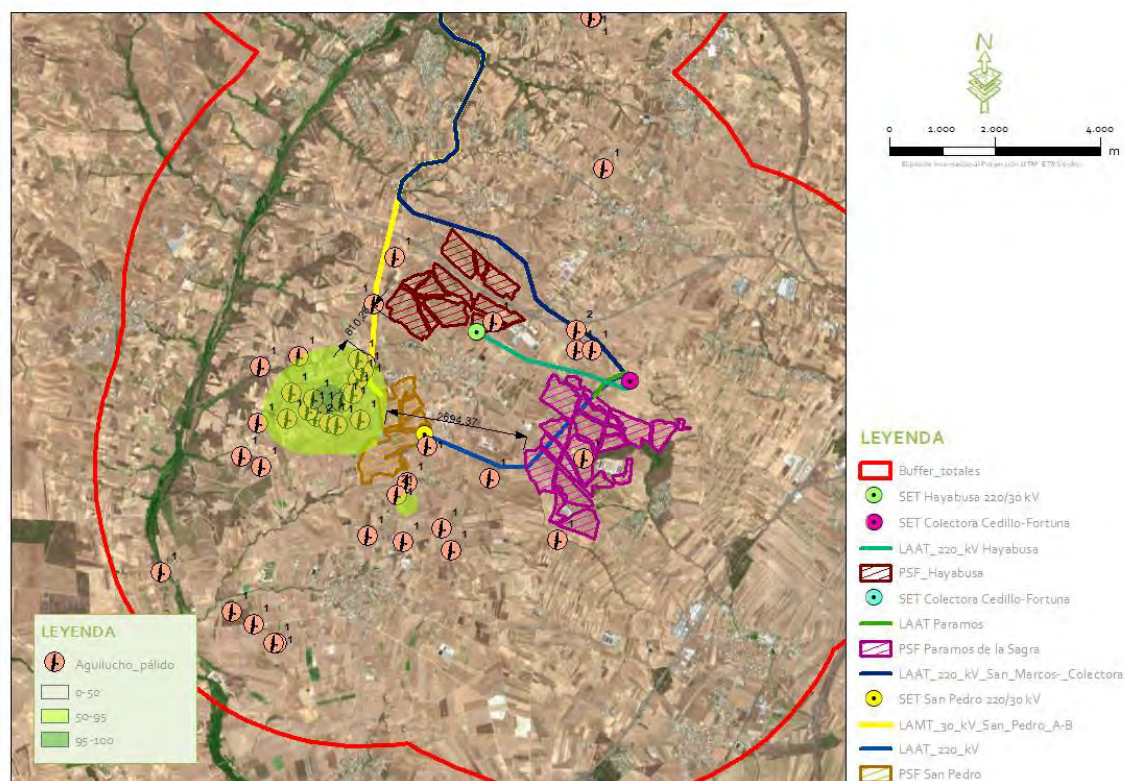 N
0 1.000 2.000 4.000
m
LEYENDA
Buffer_totales
SET Hayabusa 220/30 kV
SET Colectora Cedillo-Fortuna
LAAT_220_kV Hayabusa
PSF_Hayabusa
SET Colectora Cedillo-Fortuna
LAAT Paramos
PSF Paramos de la Sagra
LAAT_220_kV_San_Marcos-_Colectora
SET San Pedro 220/30 kV
LAMT_30_kV_San_Pedro_A-B
LAAT_220_kV
PSF San Pedro
2694,37
LEYENDA
Aguilucho_pálido
0-50
50-95
95-100